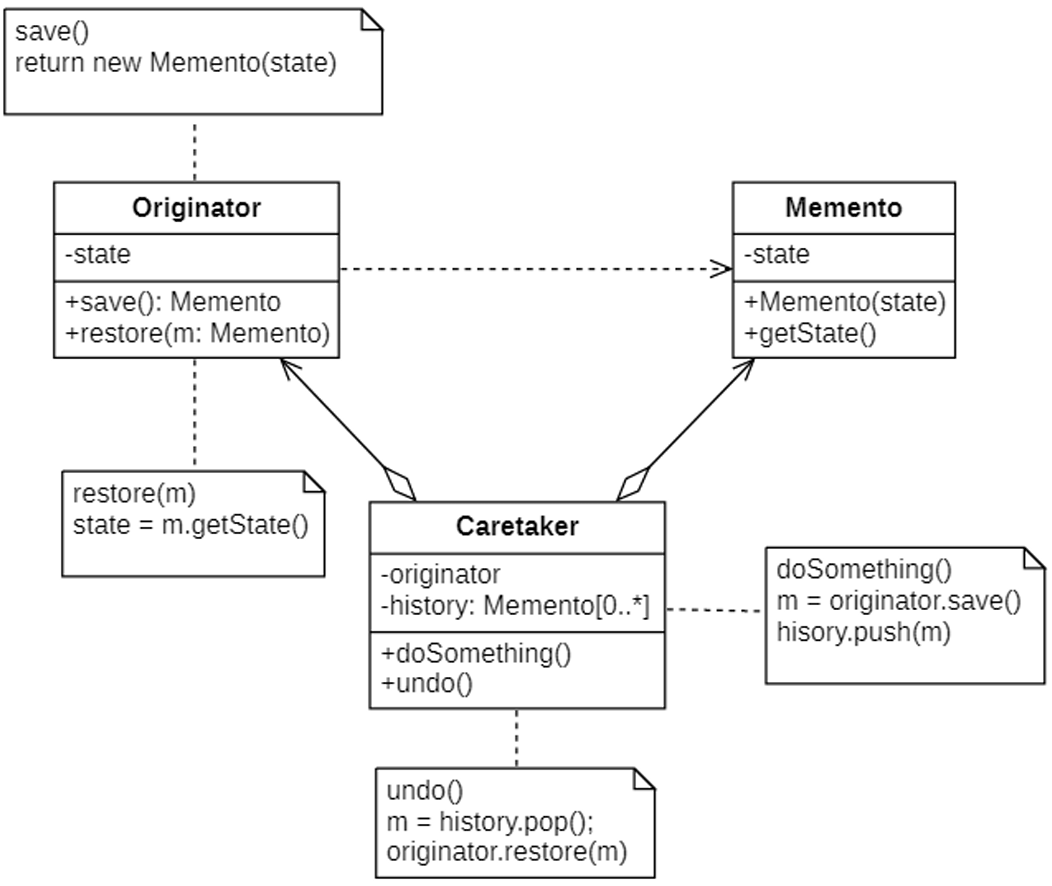 save()
return new Memento(state)
Originator
-state
+save(): Memento
+restore(m: Memento)
Memento
-state
+Memento(state)
+getState()
restore(m)
state = m.getState()
Caretaker
-originator
-history: Memento[0..*]
+doSomething()
+undo()
doSomething()
m = originator.save()
hisory.push(m)
undo()
m = history.pop();
originator.restore(m)